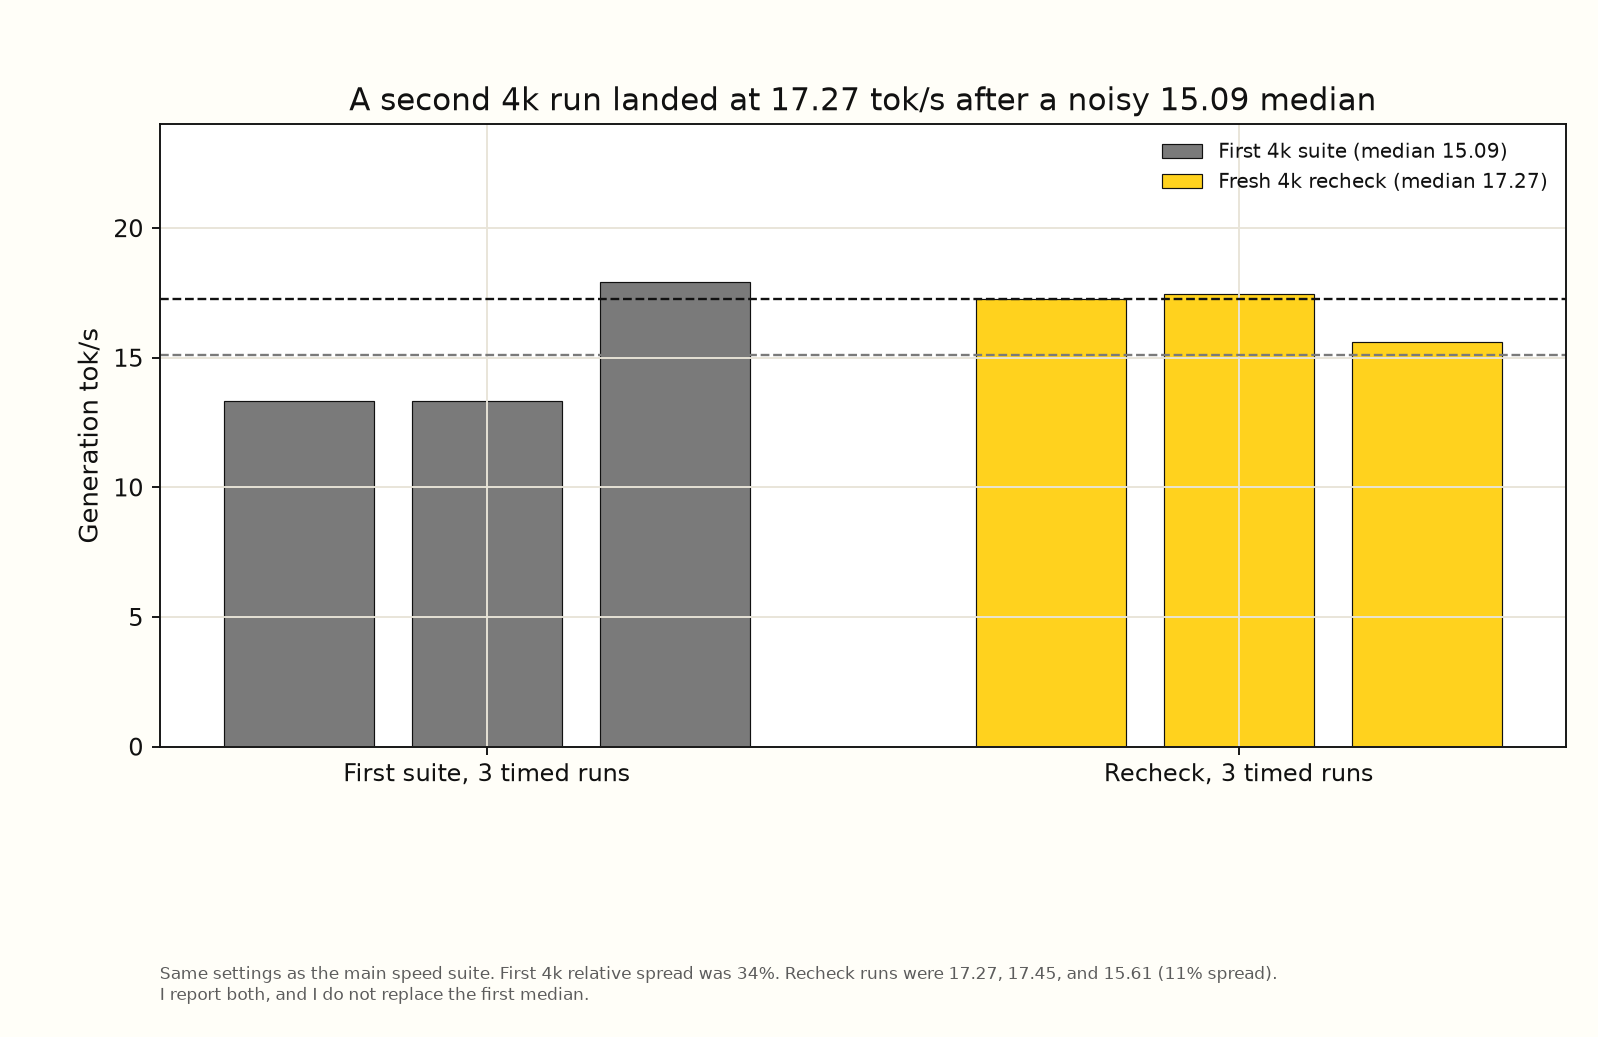 A second 4k run landed at 17.27 tok/s after a noisy 15.09 median
First 4k suite (median 15.09)
Fresh 4k recheck (median 17.27)
Generation tok/s
20
15
10
5
0
First suite, 3 timed runs
Recheck, 3 timed runs
Same settings as the main speed suite. First 4k relative spread was 34%. Recheck runs were 17.27, 17.45, and 15.61 (11% spread).
I report both, and I do not replace the first median.